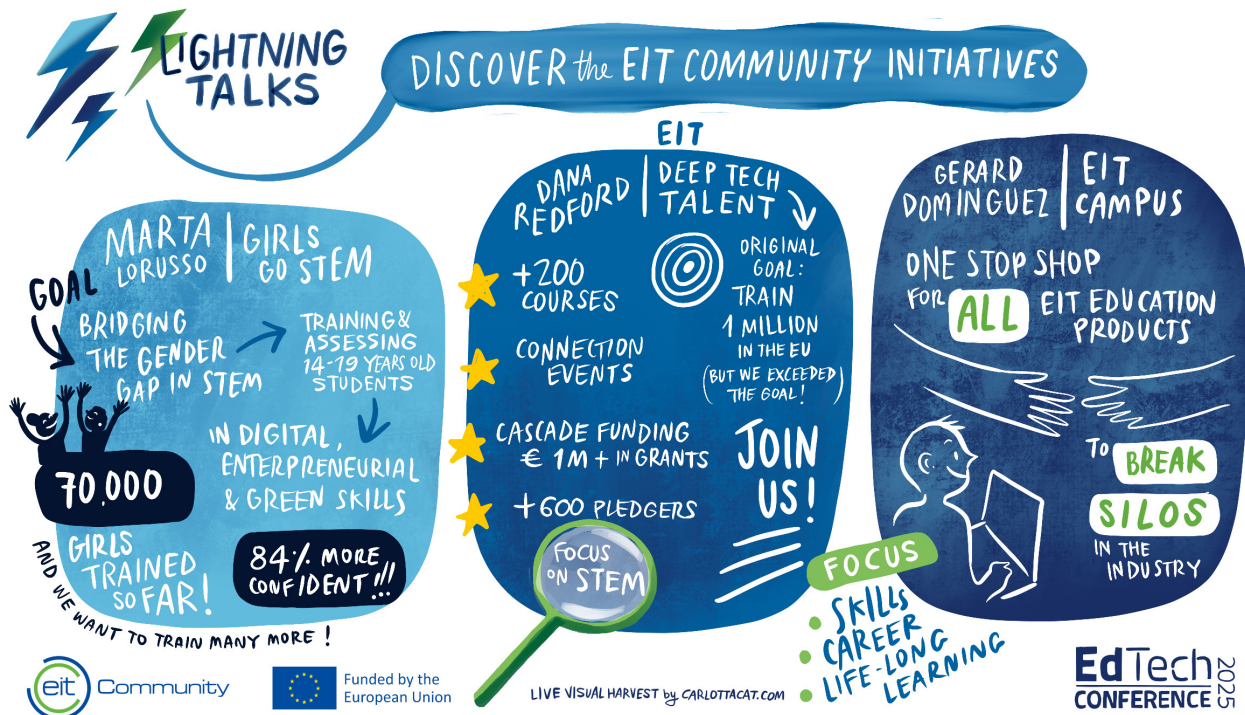 LIGHTNING
TALKS
DISCOVER the EIT COMMUNITY INITIATIVES
MARTA
LORUSSO
GIRLS
GO STEM
GOAL
BRIDGING
THE GENDER
GAP IN STEM
TRAINING &
ASSESSING
14-19 YEARS OLD
STUDENTS
IN DIGITAL,
ENTERPRENEURIAL
& GREEN SKILLS
70,000
GIRLS
TRAINED
SO FAR!
84% MORE
CONFIDENT!!!
AND WE WANT TO TRAIN MANY MORE!
EIT
DANA
REDFORD
DEEP TECH
TALENT
+200
COURSES
CONNECTION
EVENTS
CASCADE FUNDING
€ 1M + IN GRANTS
+600 PLEDGERS
ORIGINAL
GOAL:
TRAIN
1 MILLION
IN THE EU
(BUT WE EXCEEDED
THE GOAL!)
JOIN
US!
FOCUS
ON STEM
GERARD
DOMINGUEZ
EIT
CAMPUS
ONE STOP SHOP
FOR ALL EIT EDUCATION
PRODUCTS
TO BREAK
SILOS
IN THE
INDUSTRY
FOCUS
• SKILLS
• CAREER
• LIFE-LONG
LEARNING
eit Community
Funded by the
European Union
LIVE VISUAL HARVEST by CARLOTTACAT.COM
EdTech
CONFERENCE
2025